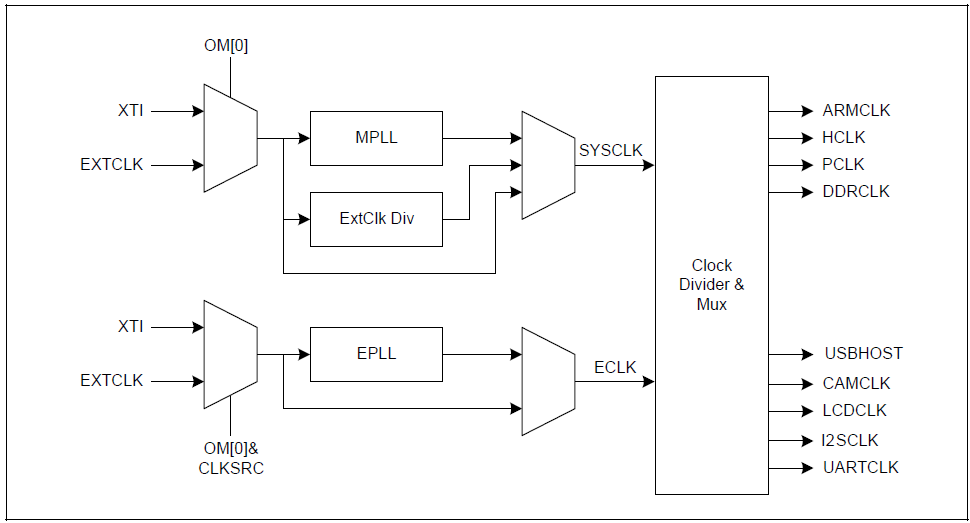 OM[0]
XTI
EXTCLK
MPLL
ExtClk Div
SYSCLK
ARMCLK
HCLK
PCLK
DDRCLK
Clock
Divider &
Mux
XTI
EXTCLK
OM[0]&
CLKSRC
EPLL
ECLK
USBHOST
CAMCLK
LCDCLK
I2SCLK
UARTCLK